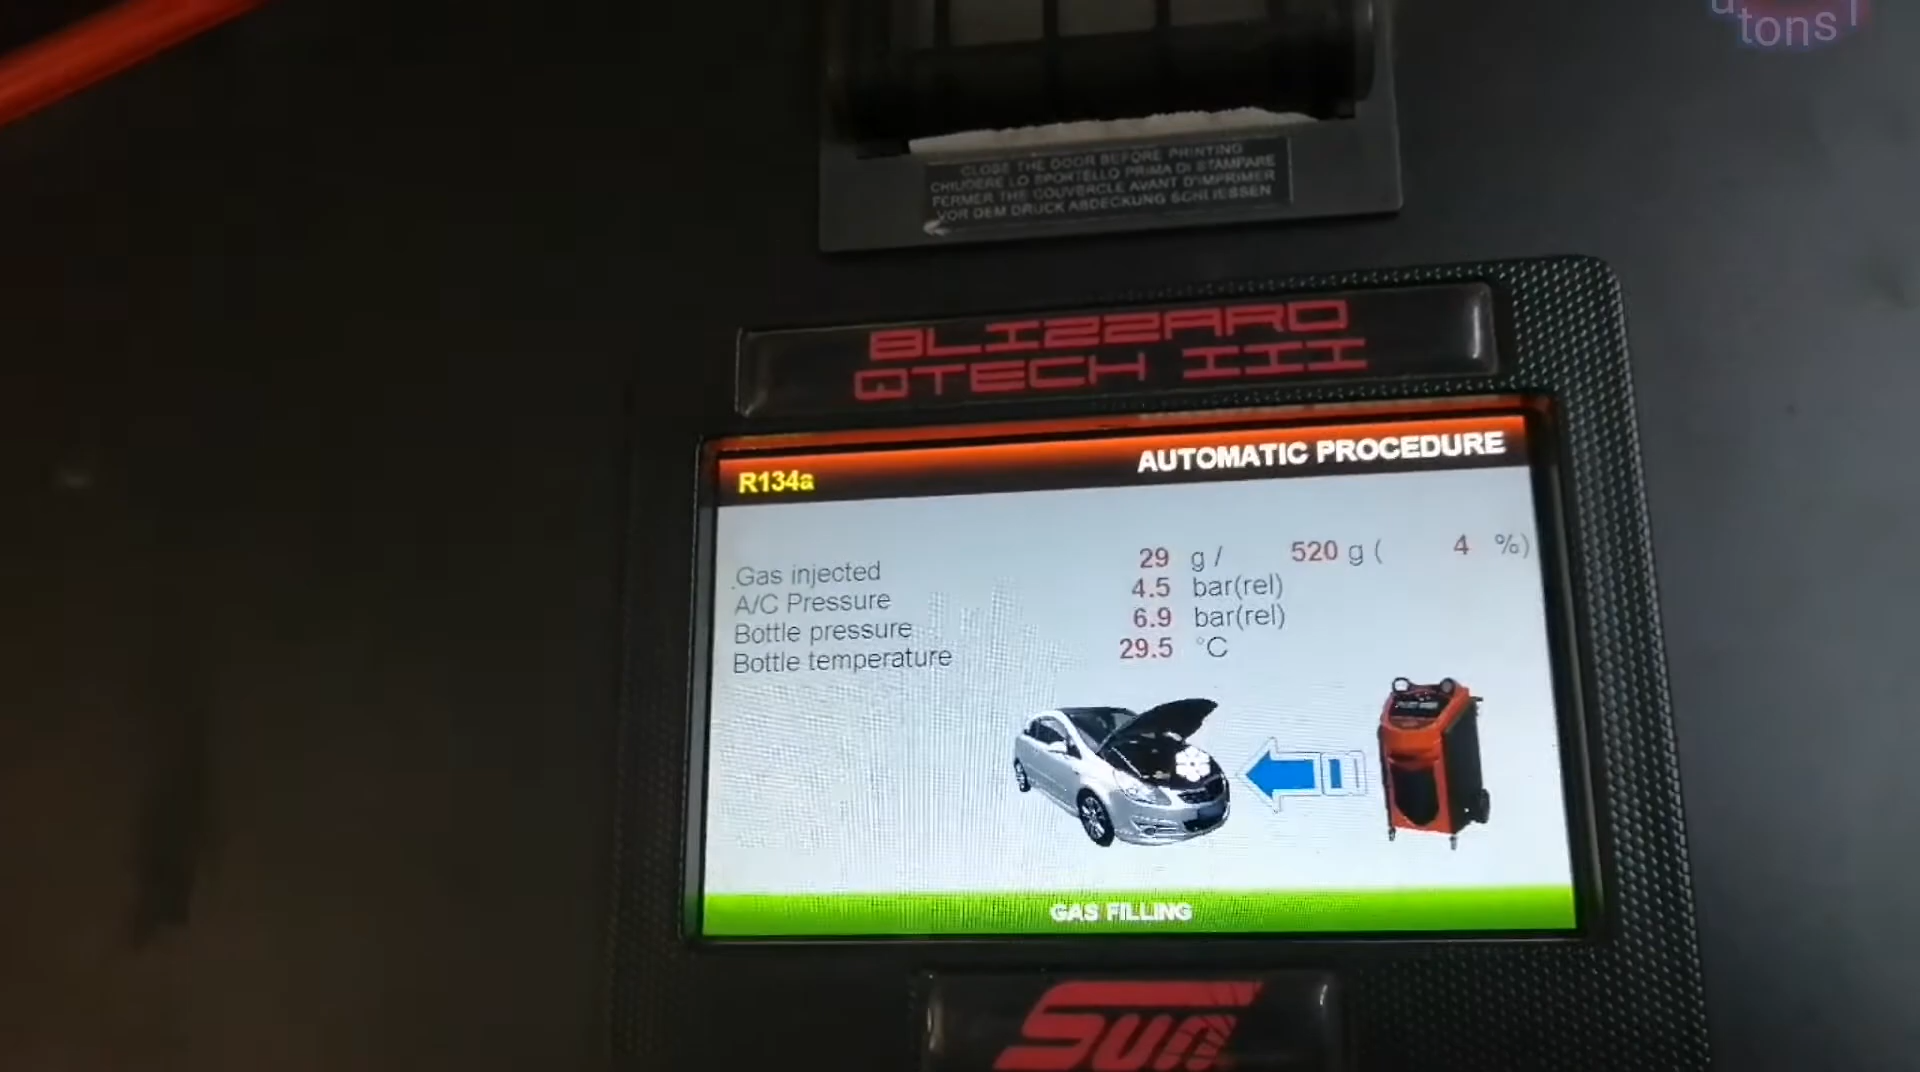 tons
CLOSE THE DOOR BEFORE PRINTING
CHIUDERE LO SPORTELLO PRIMA DI STAMPARE
FERMER THE COUVERCLE AVANT D'IMPRIMER
VOR DEM DRUCK ABDECKUNG SCHLIESSEN
BLIZZARD
QTECH III
R134a AUTOMATIC PROCEDURE
Gas injected 29 g / 520 g ( 4 %)
A/C Pressure 4.5 bar(rel)
Bottle pressure 6.9 bar(rel)
Bottle temperature 29.5 °C
GAS FILLING
Sun